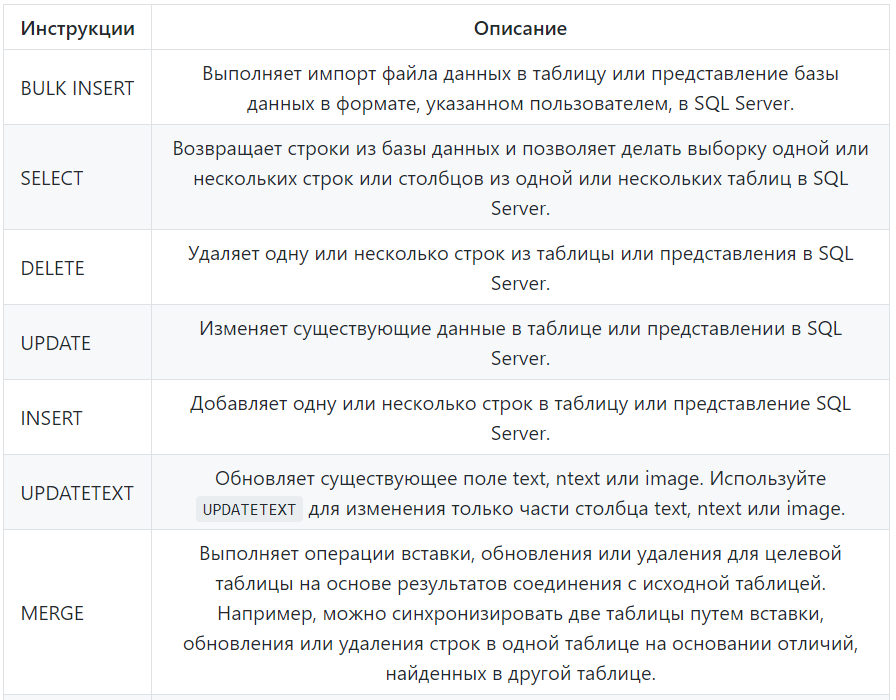 Инструкции Описание
BULK INSERT
Выполняет импорт файла данных в таблицу или представление базы
данных в формате, указанном пользователем, в SQL Server.
SELECT
Возвращает строки из базы данных и позволяет делать выборку одной или
нескольких строк или столбцов из одной или нескольких таблиц в SQL
Server.
DELETE
Удаляет одну или несколько строк из таблицы или представления в SQL
Server.
UPDATE
Изменяет существующие данные в таблице или представлении в SQL
Server.
INSERT
Добавляет одну или несколько строк в таблицу или представление SQL
Server.
UPDATETEXT
Обновляет существующее поле text, ntext или image. Используйте
UPDATETEXT для изменения только части столбца text, ntext или image.
MERGE
Выполняет операции вставки, обновления или удаления для целевой
таблицы на основе результатов соединения с исходной таблицей.
Например, можно синхронизировать две таблицы путем вставки,
обновления или удаления строк в одной таблице на основании отличий,
найденных в другой таблице.